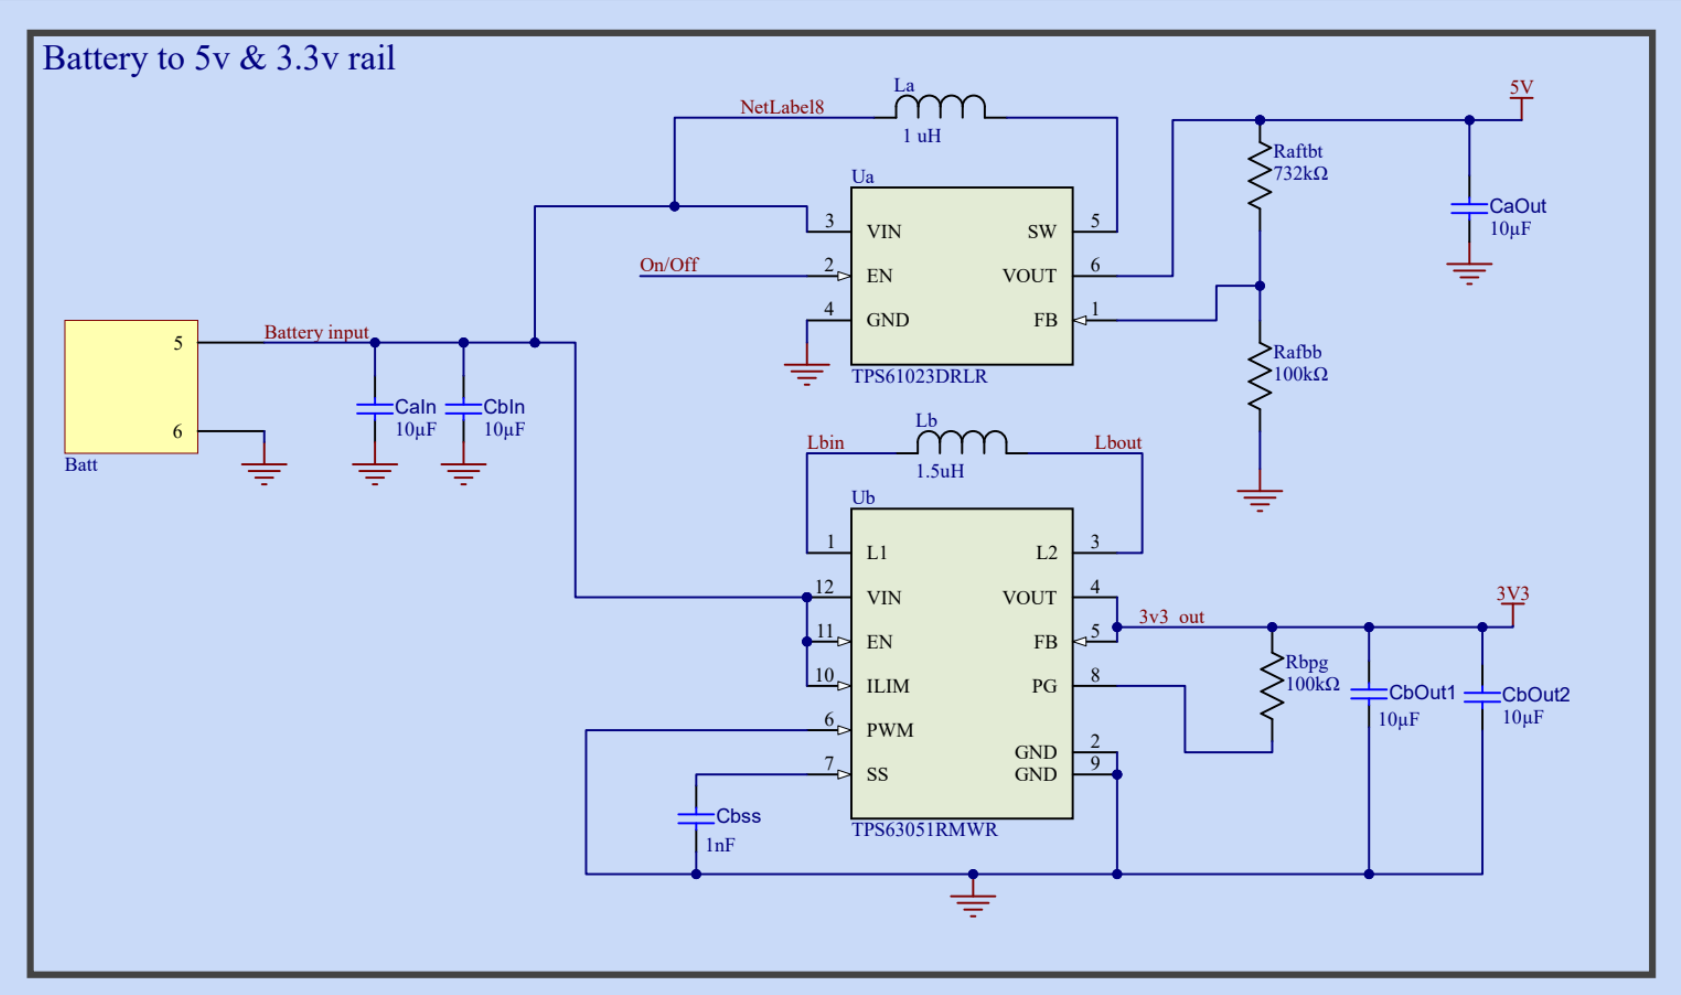 Battery to 5v & 3.3v rail
La
NetLabel8
1 uH
5V
Raftbt
732kΩ
CaOut
10µF
Ua
3 VIN SW 5
On/Off
2 EN VOUT 6
4 GND FB 1
TPS61023DRLR
Rafbb
100kΩ
5
Battery input
6
Batt
CaIn
10µF
CbIn
10µF
Lb
Lbin
Lbout
1.5uH
Ub
1 L1 L2 3
12 VIN VOUT 4
11 EN FB 5
10 ILIM PG 8
6 PWM GND 2
7 SS GND 9
TPS63051RMWR
3v3_out
3V3
Rbpg
100kΩ
CbOut1
10µF
CbOut2
10µF
Cbss
1nF